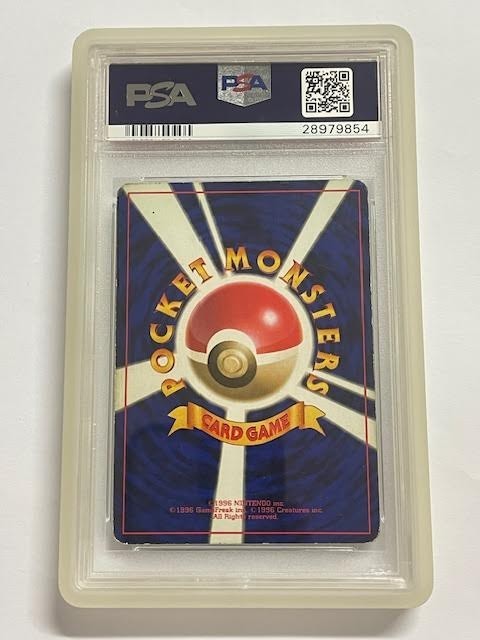 PSA
PSA
28979854
POCKET MONSTERS
CARD GAME
©1996 NINTENDO inc.
©1996 GameFreak inc. ©1996 Creatures inc.
All Rights reserved.